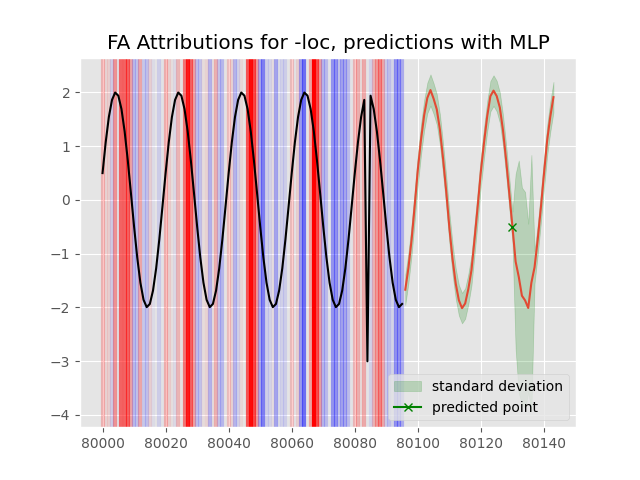 FA Attributions for -loc, predictions with MLP
2
1
0
−1
−2
−3
−4
standard deviation
predicted point
80000 80020 80040 80060 80080 80100 80120 80140